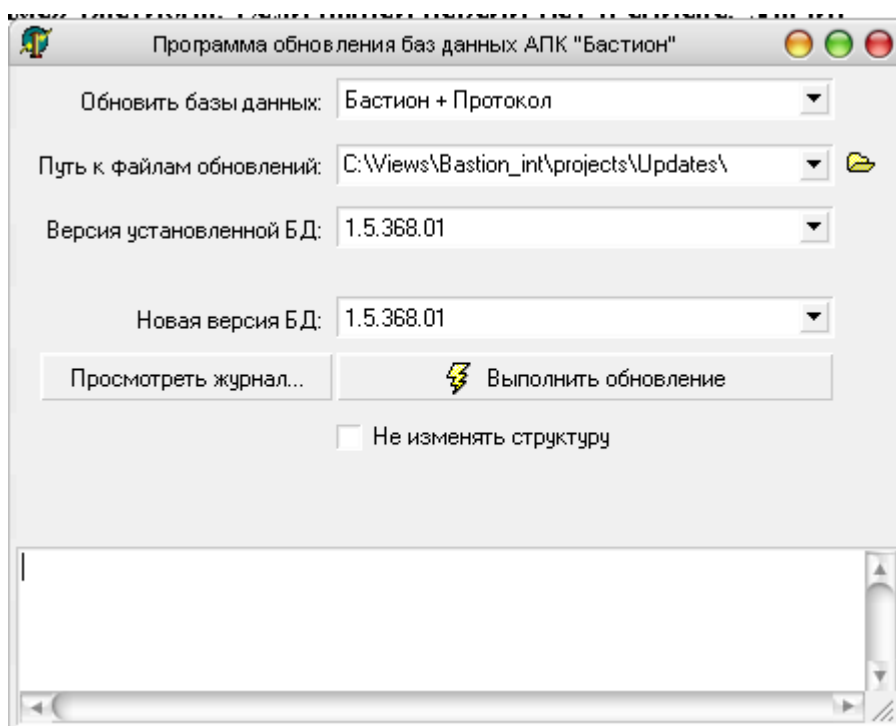 Программа обновления баз данных АПК "Бастион"
Обновить базы данных: Бастион + Протокол
Путь к файлам обновлений: C:\Views\Bastion_int\projects\Updates\
Версия установленной БД: 1.5.368.01
Новая версия БД: 1.5.368.01
Просмотреть журнал... Выполнить обновление
Не изменять структуру